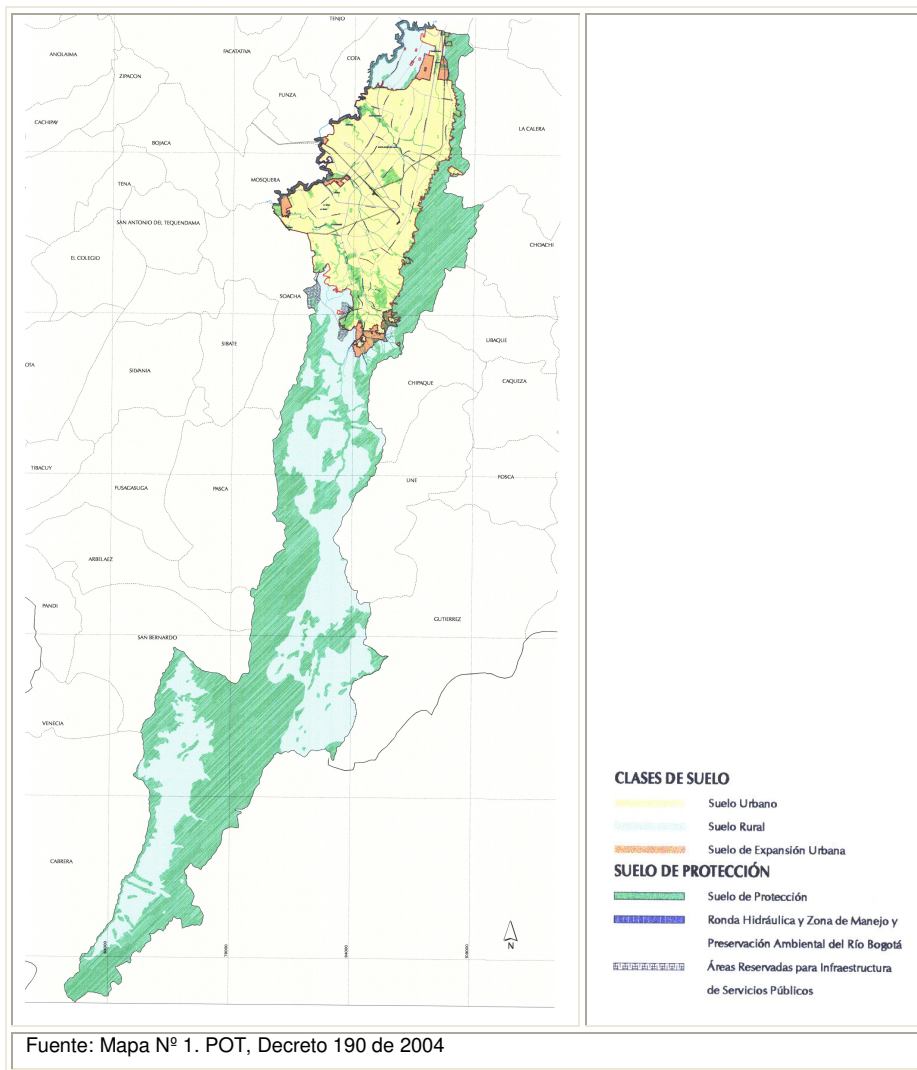 TENJO
ANOLAIMA
FACATATIVA
COTA
ZIPACON
FUNZA
CACHIPAY
LA CALERA
BOJACA
MOSQUERA
TENA
SAN ANTONIO DEL TEQUENDAMA
CHOACHI
EL COLEGIO
SOACHA
UBAQUE
SIBATE
OTA
SILVANIA
CHIPAQUE
CAQUEZA
TIBACUY
UNE
FOSCA
FUSAGASUGA
PASCA
ARBELAEZ
PANDI
GUTIERREZ
SAN BERNARDO
VENECIA
CABRERA
N
CLASES DE SUELO
Suelo Urbano
Suelo Rural
Suelo de Expansión Urbana
SUELO DE PROTECCIÓN
Suelo de Protección
Ronda Hidráulica y Zona de Manejo y
Preservación Ambiental del Río Bogotá
Áreas Reservadas para Infraestructura
de Servicios Públicos
Fuente: Mapa Nº 1. POT, Decreto 190 de 2004